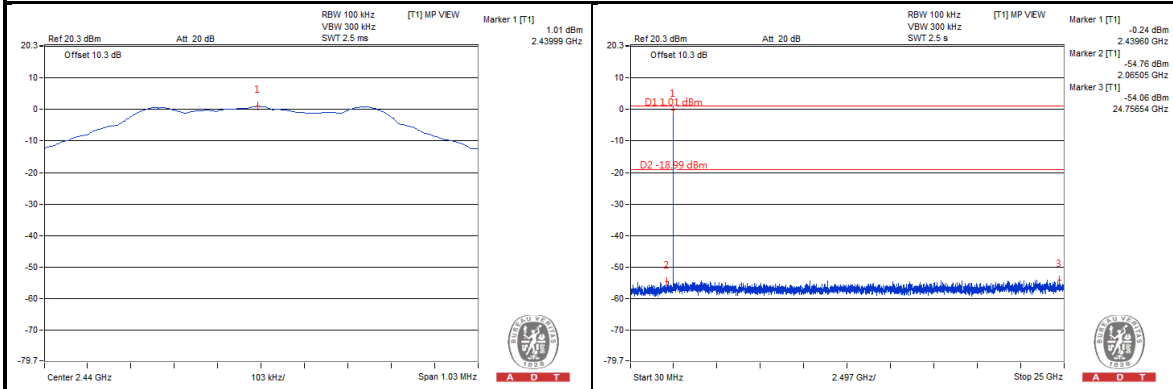 RBW 100 kHz [T1] MP VIEW
VBW 300 kHz
Ref 20.3 dBm Att 20 dB SWT 2.5 ms
Marker 1 [T1]
1.01 dBm
2.43999 GHz
20.3
Offset 10.3 dB
10
0
-10
-20
-30
-40
-50
-60
-70
-79.7
1
Center 2.44 GHz 103 kHz/ Span 1.03 MHz
BUREAU VERITAS
1828
A D T
RBW 100 kHz [T1] MP VIEW
VBW 300 kHz
Ref 20.3 dBm Att 20 dB SWT 2.5 s
Marker 1 [T1]
-0.24 dBm
2.43960 GHz
Marker 2 [T1]
-54.76 dBm
2.06505 GHz
Marker 3 [T1]
-54.06 dBm
24.75654 GHz
20.3
Offset 10.3 dB
10
0
-10
-20
-30
-40
-50
-60
-70
-79.7
1
D1 1.01 dBm
D2 -18.99 dBm
2
3
Start 30 MHz 2.497 GHz/ Stop 25 GHz
BUREAU VERITAS
1828
A D T